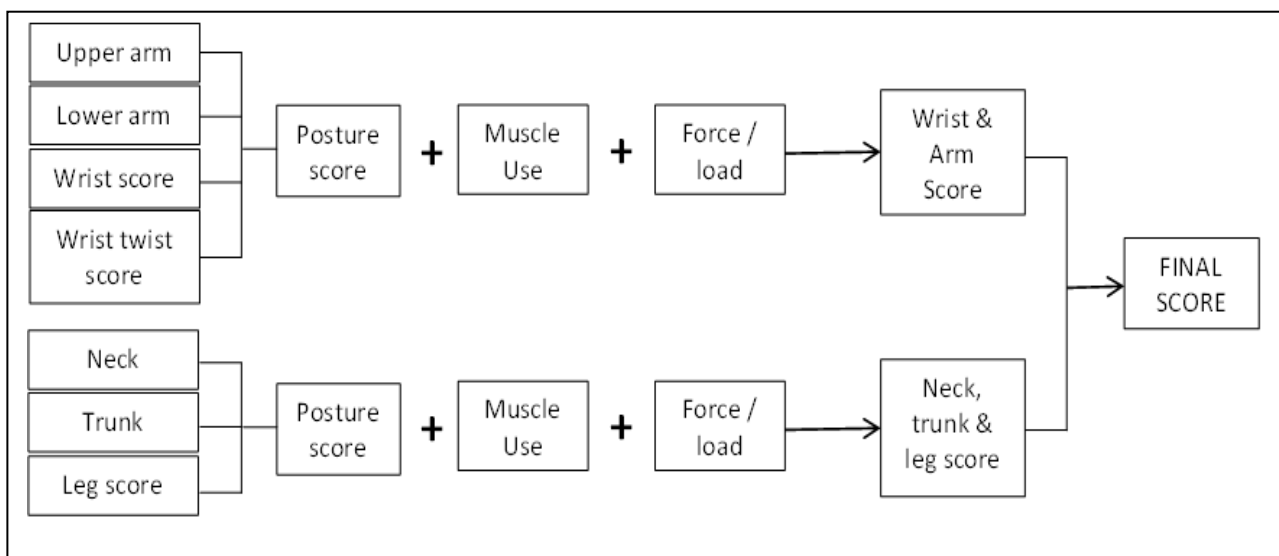 Upper arm
Lower arm
Wrist score
Wrist twist
score
Posture
score
+
Muscle
Use
+
Force /
load
Wrist &
Arm
Score
FINAL
SCORE
Neck
Trunk
Leg score
Posture
score
+
Muscle
Use
+
Force /
load
Neck,
trunk &
leg score